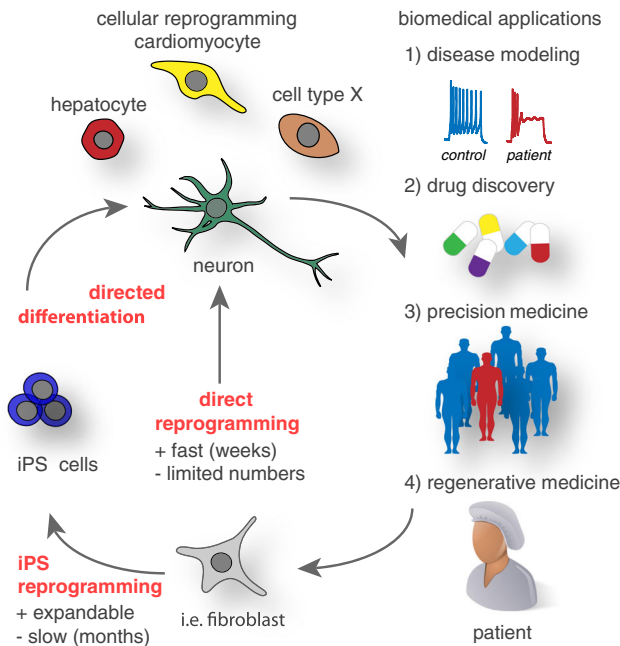 cellular reprogramming
cardiomyocyte
hepatocyte
cell type X
neuron
directed
differentiation
direct
reprogramming
+ fast (weeks)
- limited numbers
iPS cells
iPS
reprogramming
+ expandable
- slow (months)
i.e. fibroblast
biomedical applications
1) disease modeling
control
patient
2) drug discovery
3) precision medicine
4) regenerative medicine
patient